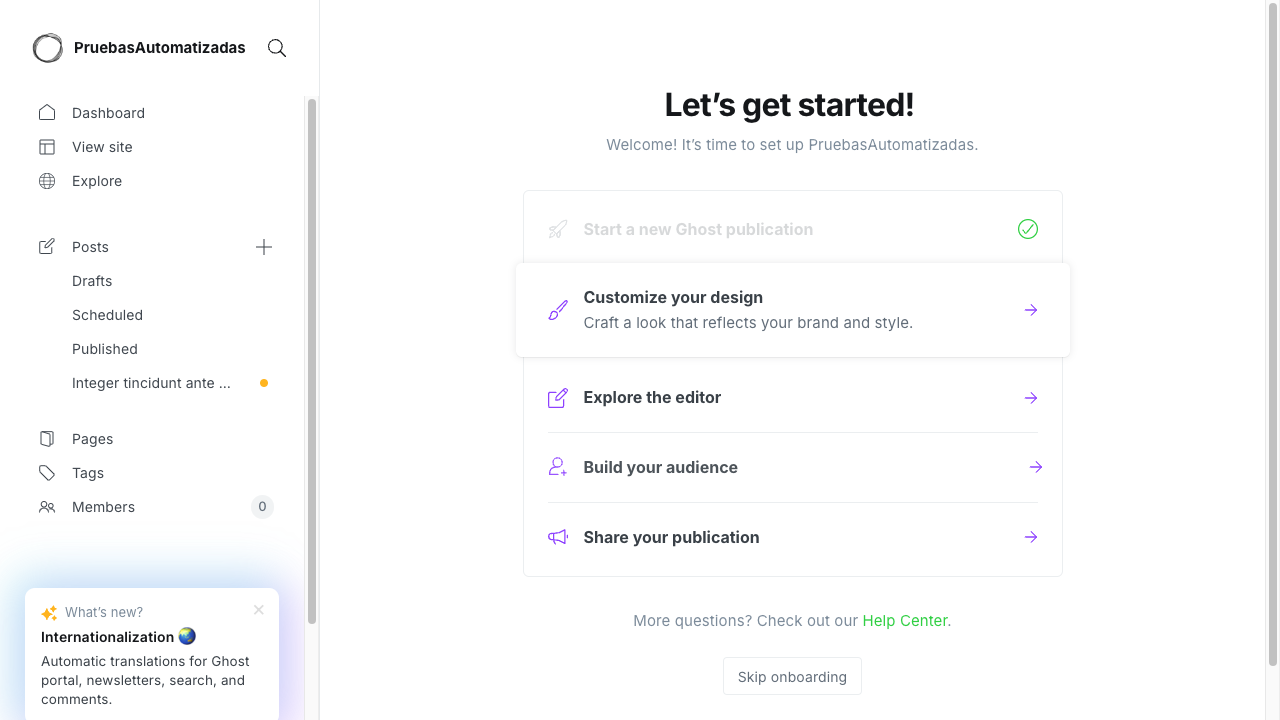 PruebasAutomatizadas
Dashboard
View site
Explore
Posts
Drafts
Scheduled
Published
Integer tincidunt ante ...
Pages
Tags
Members
0
What’s new?
Internationalization 🌏
Automatic translations for Ghost
portal, newsletters, search, and
comments.
Let’s get started!
Welcome! It’s time to set up PruebasAutomatizadas.
Start a new Ghost publication
Customize your design
Craft a look that reflects your brand and style.
Explore the editor
Build your audience
Share your publication
More questions? Check out our Help Center.
Skip onboarding